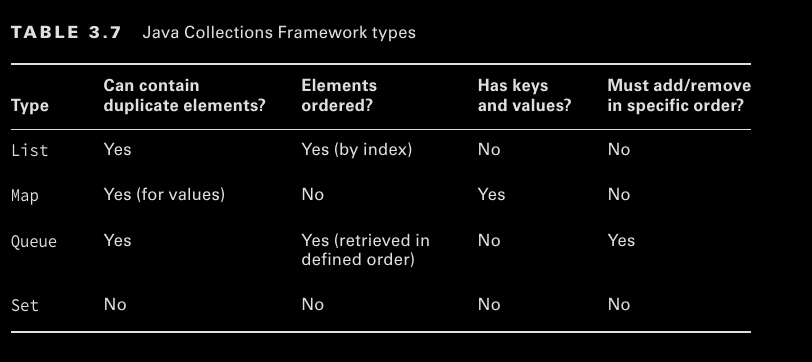 TABLE 3.7 Java Collections Framework types
Type Can contain duplicate elements? Elements ordered? Has keys and values? Must add/remove in specific order?
List Yes Yes (by index) No No
Map Yes (for values) No Yes No
Queue Yes Yes (retrieved in defined order) No Yes
Set No No No No